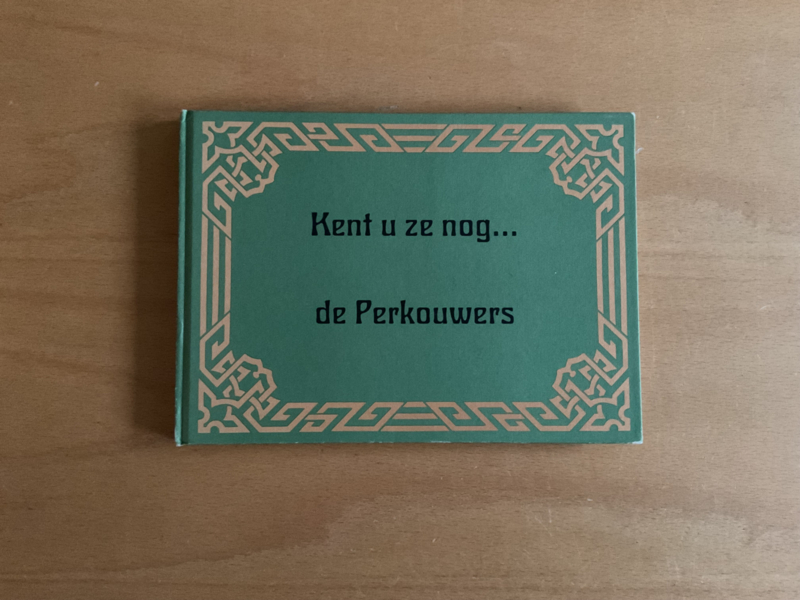 Kent u ze nog...
de Perkouwers